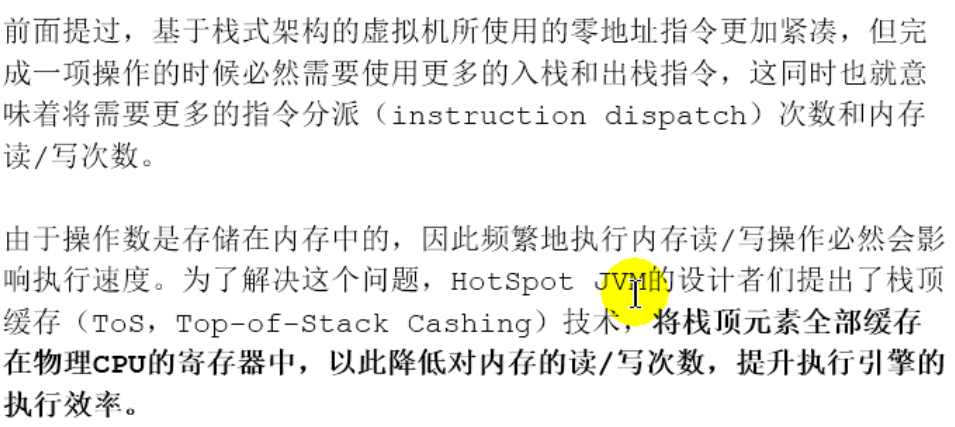 前面提过，基于栈式架构的虚拟机所使用的零地址指令更加紧凑，但完
成一项操作的时候必然需要使用更多的入栈和出栈指令，这同时也就意
味着将需要更多的指令分派（instruction dispatch）次数和内存
读/写次数。
由于操作数是存储在内存中的，因此频繁地执行内存读/写操作必然会影
响执行速度。为了解决这个问题，HotSpot JVM的设计者们提出了栈顶
缓存（ToS，Top-of-Stack Cashing）技术，将栈顶元素全部缓存
在物理CPU的寄存器中，以此降低对内存的读/写次数，提升执行引擎的
执行效率。